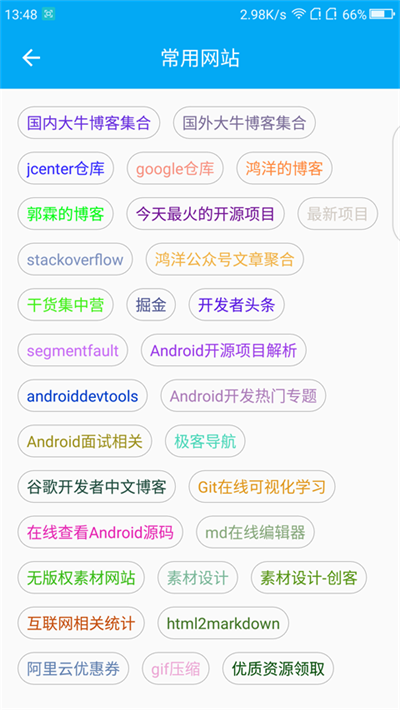 13:48 2.98K/s 66%
常用网站
国内大牛博客集合 国外大牛博客集合
jcenter仓库 google仓库 鸿洋的博客
郭霖的博客 今天最火的开源项目 最新项目
stackoverflow 鸿洋公众号文章聚合
干货集中营 掘金 开发者头条
segmentfault Android开源项目解析
androiddevtools Android开发热门专题
Android面试相关 极客导航
谷歌开发者中文博客 Git在线可视化学习
在线查看Android源码 md在线编辑器
无版权素材网站 素材设计 素材设计-创客
互联网相关统计 html2markdown
阿里云优惠券 gif压缩 优质资源领取